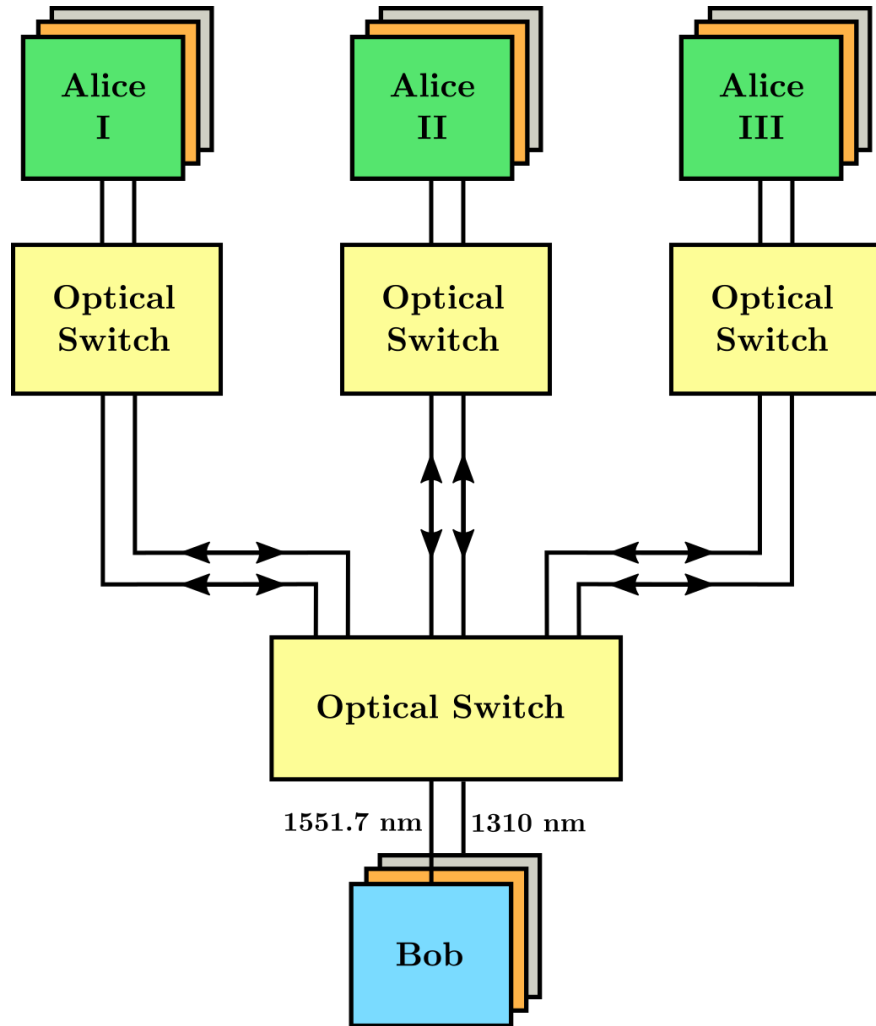 Alice
I
Alice
II
Alice
III
Optical
Switch
Optical
Switch
Optical
Switch
Optical Switch
1551.7 nm
1310 nm
Bob